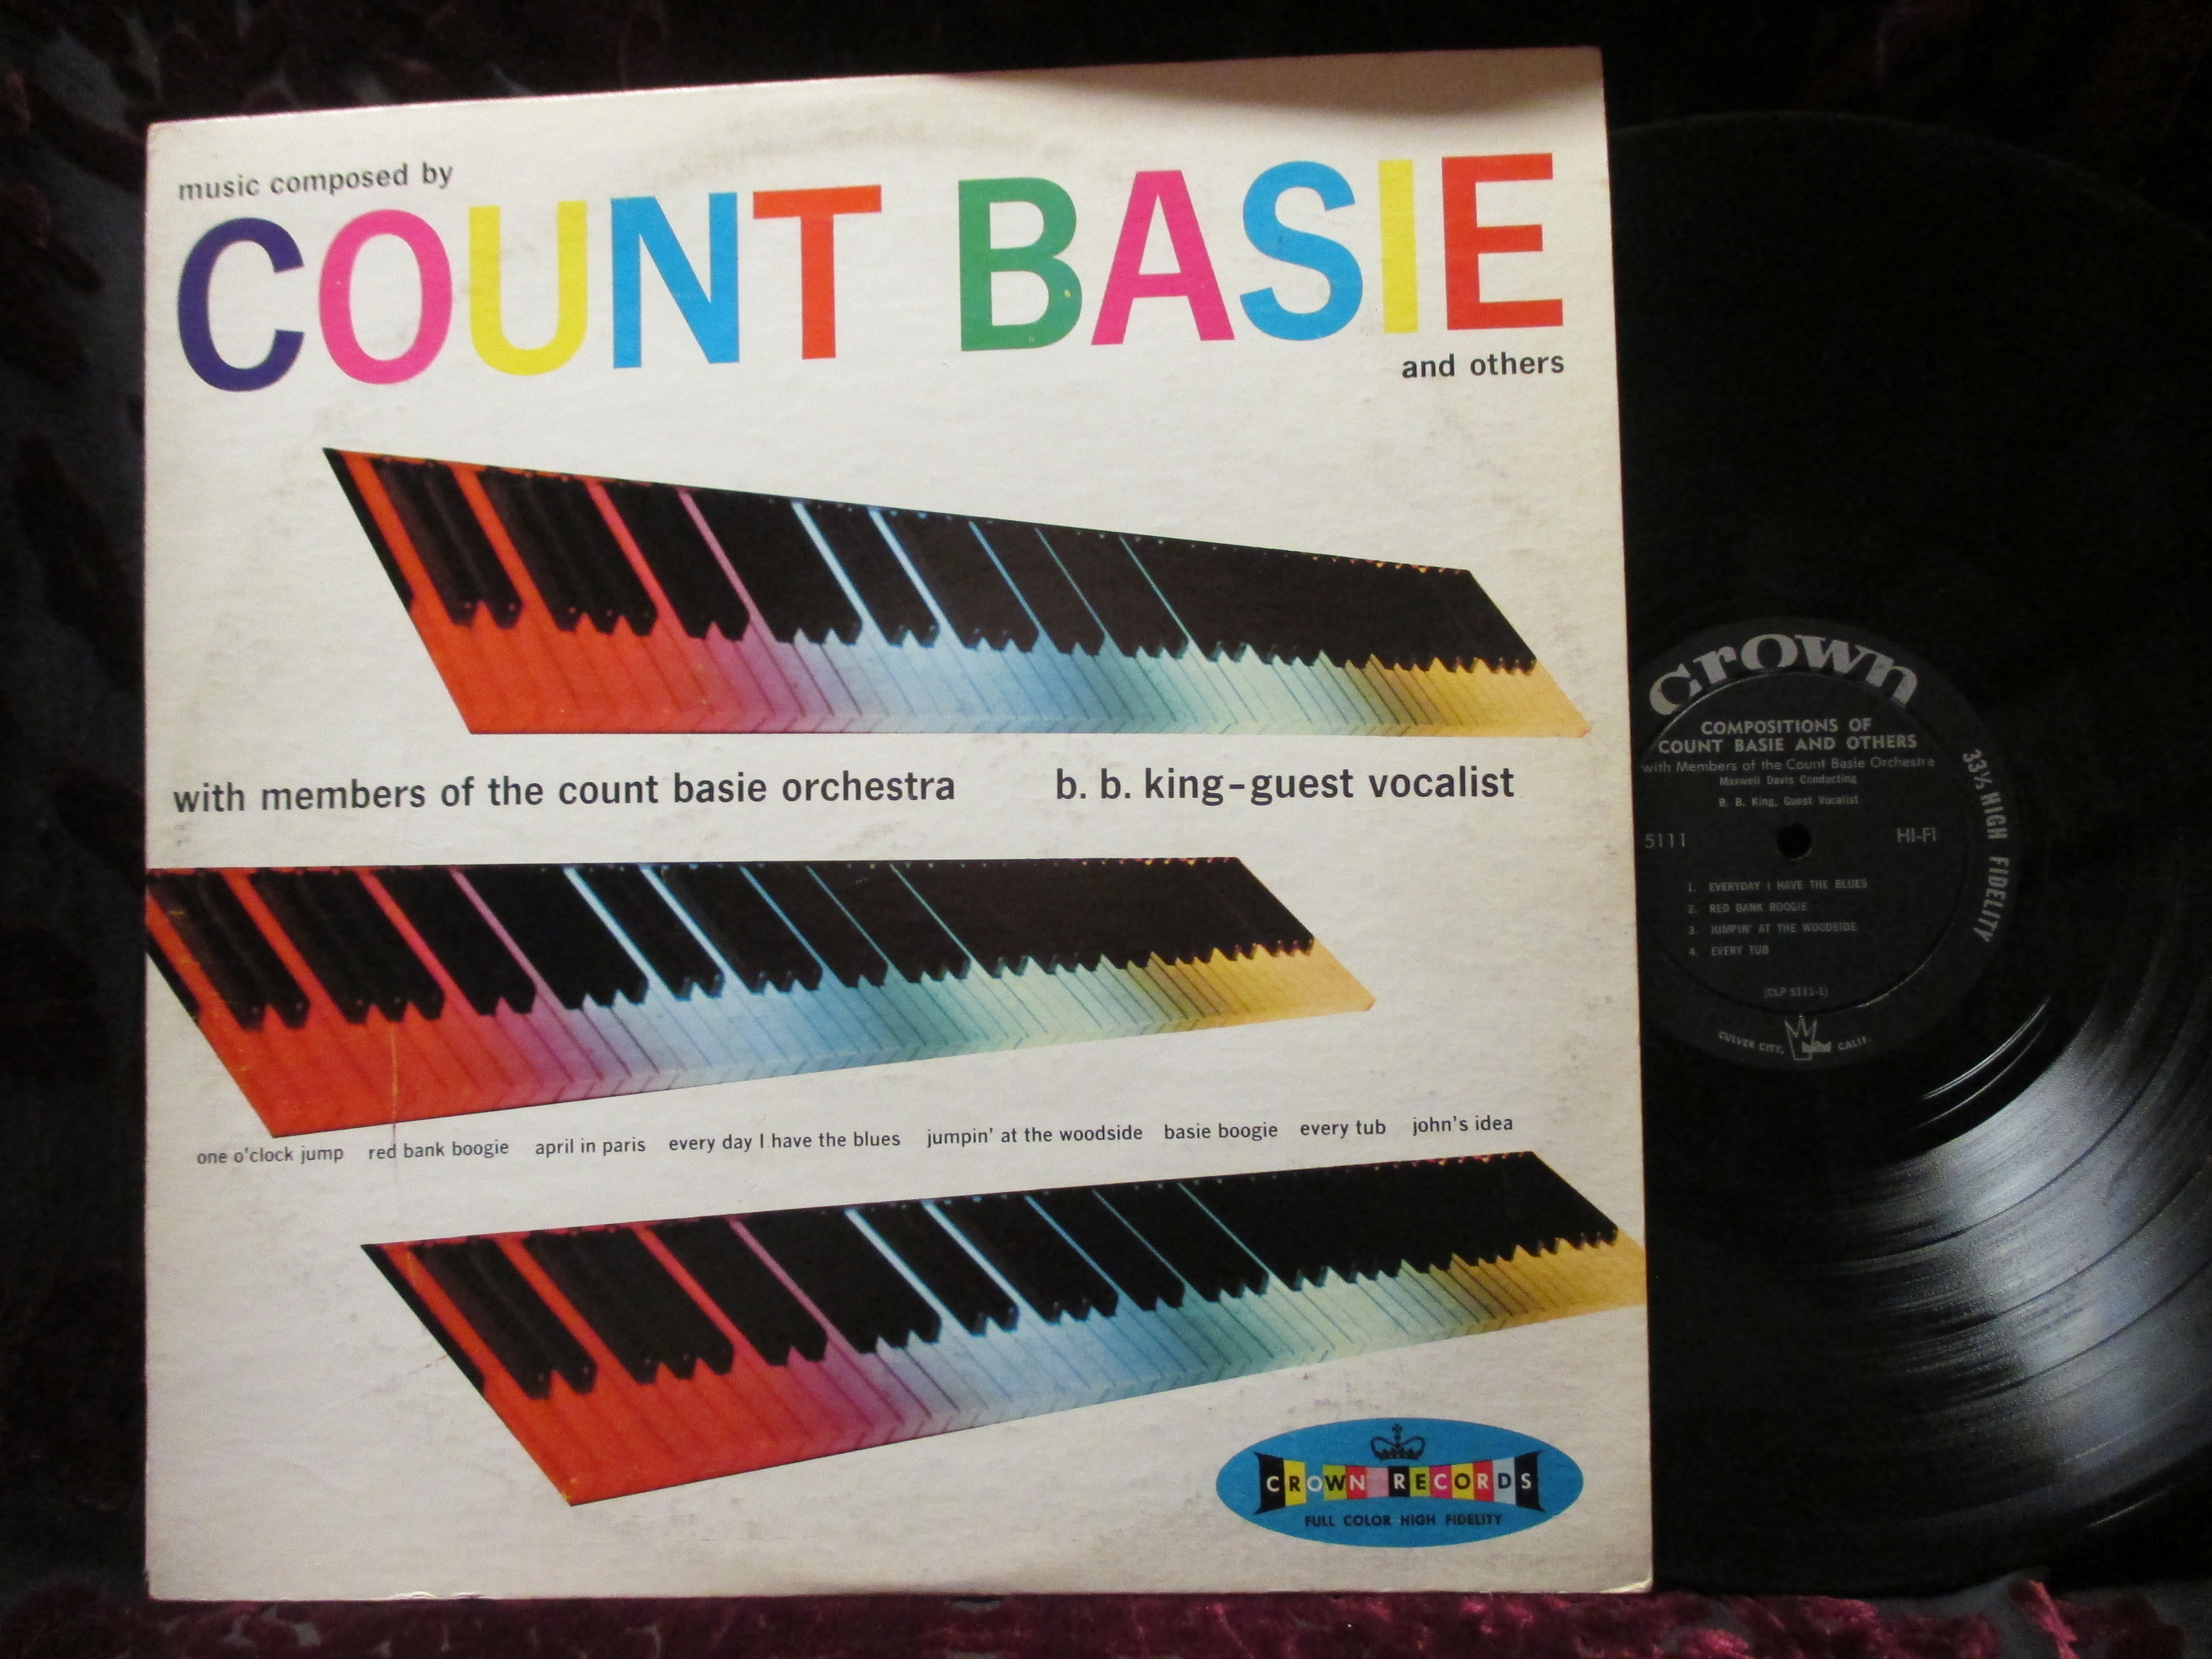 music composed by
COUNT BASIE
and others
with members of the count basie orchestra b. b. king-guest vocalist
one o'clock jump red bank boogie april in paris every day I have the blues jumpin' at the woodside basie boogie every tub john's idea
CROWN RECORDS
FULL COLOR HIGH FIDELITY
crown
COMPOSITIONS OF
COUNT BASIE AND OTHERS
with Members of the Count Basie Orchestra
Maxwell Davis Conducting
B. B. King, Guest Vocalist
5111 HI-FI
33⅓ HIGH FIDELITY
1. EVERYDAY I HAVE THE BLUES
2. RED BANK BOOGIE
3. JUMPIN' AT THE WOODSIDE
4. EVERY TUB
(CLP 5111-1)
CULVER CITY, CALIF.